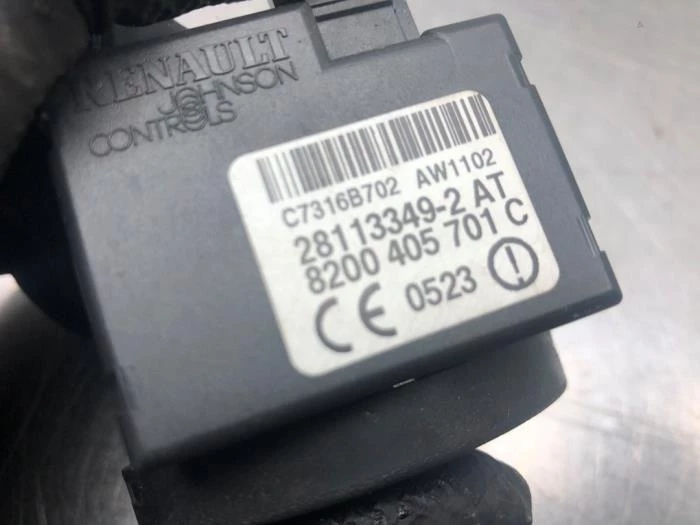 RENAULT
JOHNSON
CONTROLS
C7316B702 AW1102
28113349-2 AT
8200 405 701 C
CE 0523